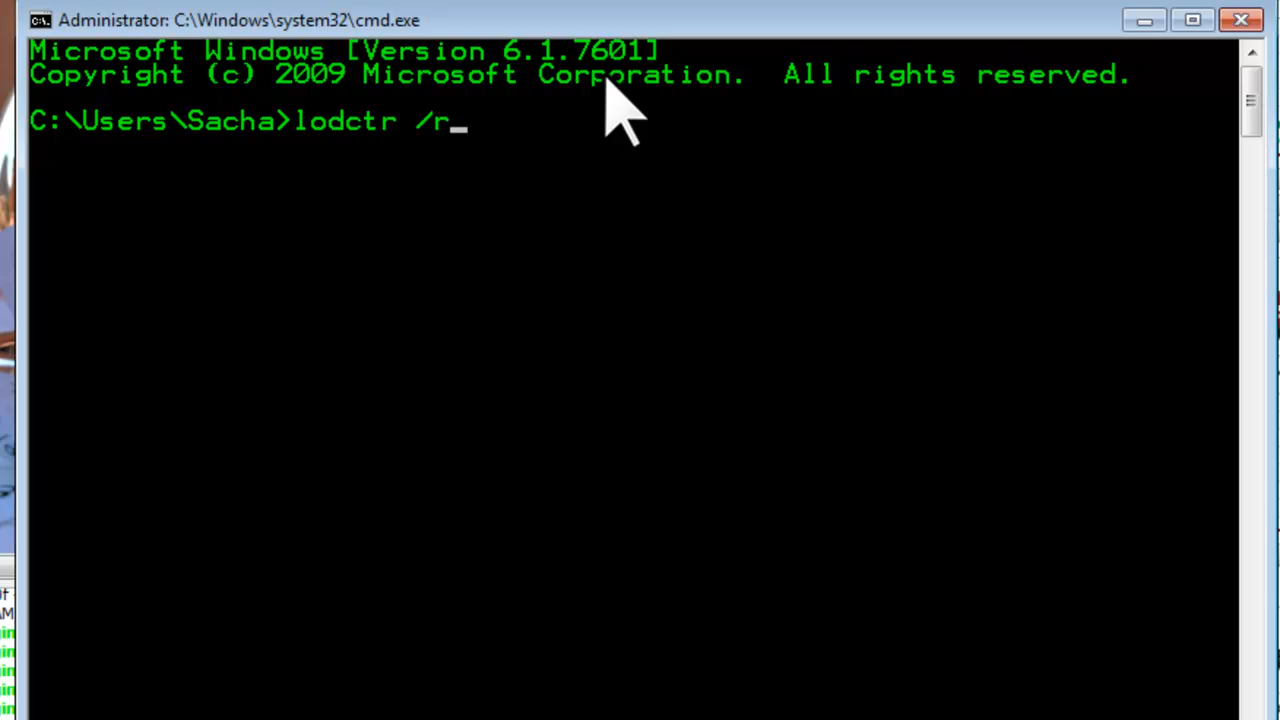 Administrator: C:\Windows\system32\cmd.exe
Microsoft Windows [Version 6.1.7601]
Copyright (c) 2009 Microsoft Corporation.  All rights reserved.
C:\Users\Sacha>lodctr /r_